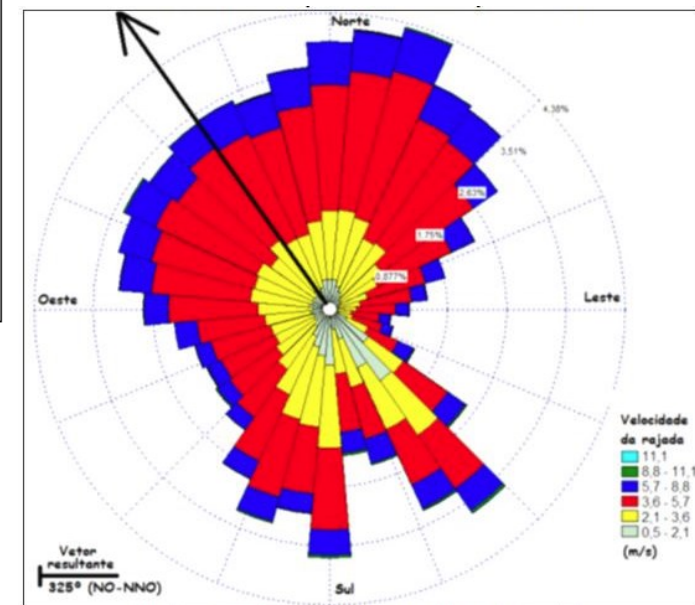 Norte
4,38%
3,51%
2,63%
1,75%
0,877%
Oeste
Leste
Velocidade
da rajada
11,1
8,8 - 11,1
5,7 - 8,8
3,6 - 5,7
2,1 - 3,6
0,5 - 2,1
(m/s)
Vetor
resultante
325º (NO-NNO)
Sul